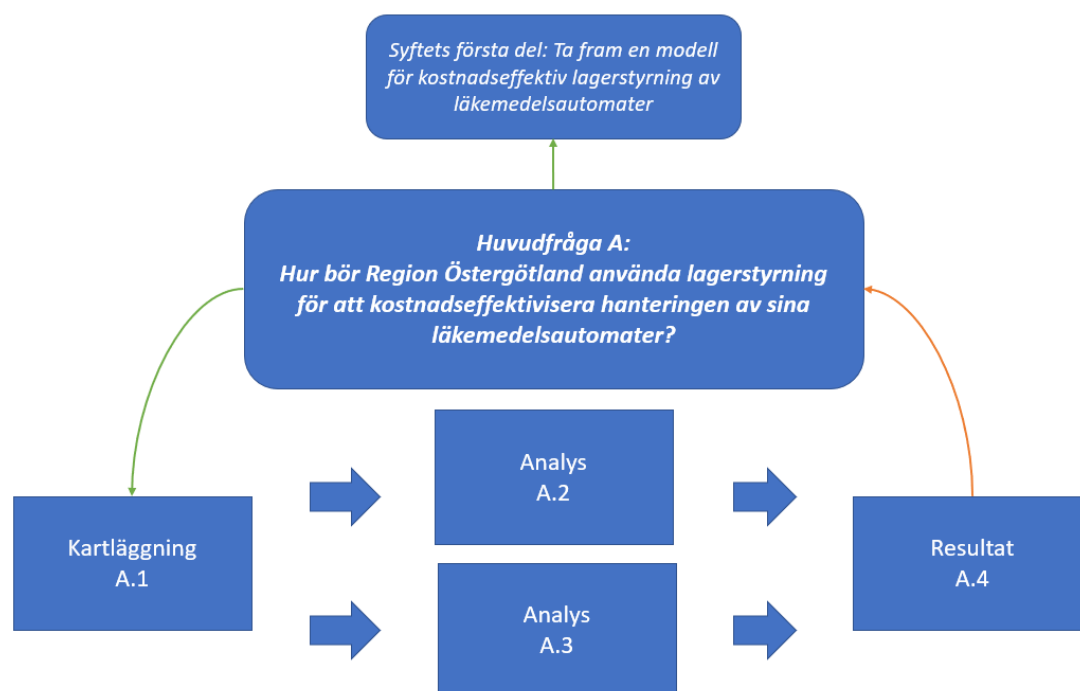 Syftets första del: Ta fram en modell
för kostnadseffektiv lagerstyrning av
läkemedelsautomater
Huvudfråga A:
Hur bör Region Östergötland använda lagerstyrning
för att kostnadseffektivisera hanteringen av sina
läkemedelsautomater?
Kartläggning
A.1
Analys
A.2
Analys
A.3
Resultat
A.4